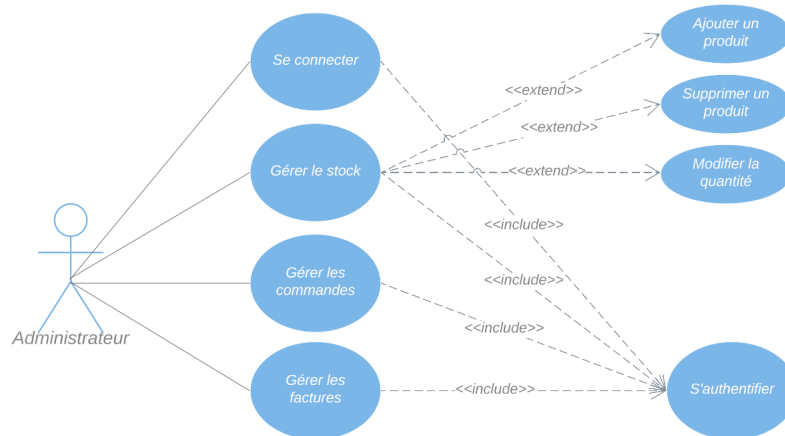 Ajouter un
produit
Se connecter
<<extend>>
Supprimer un
produit
<<extend>>
Gérer le stock
<<extend>>
Modifier la
quantité
<<include>>
Gérer les
commandes
<<include>>
Administrateur
<<include>>
Gérer les
factures
<<include>>
S'authentifier